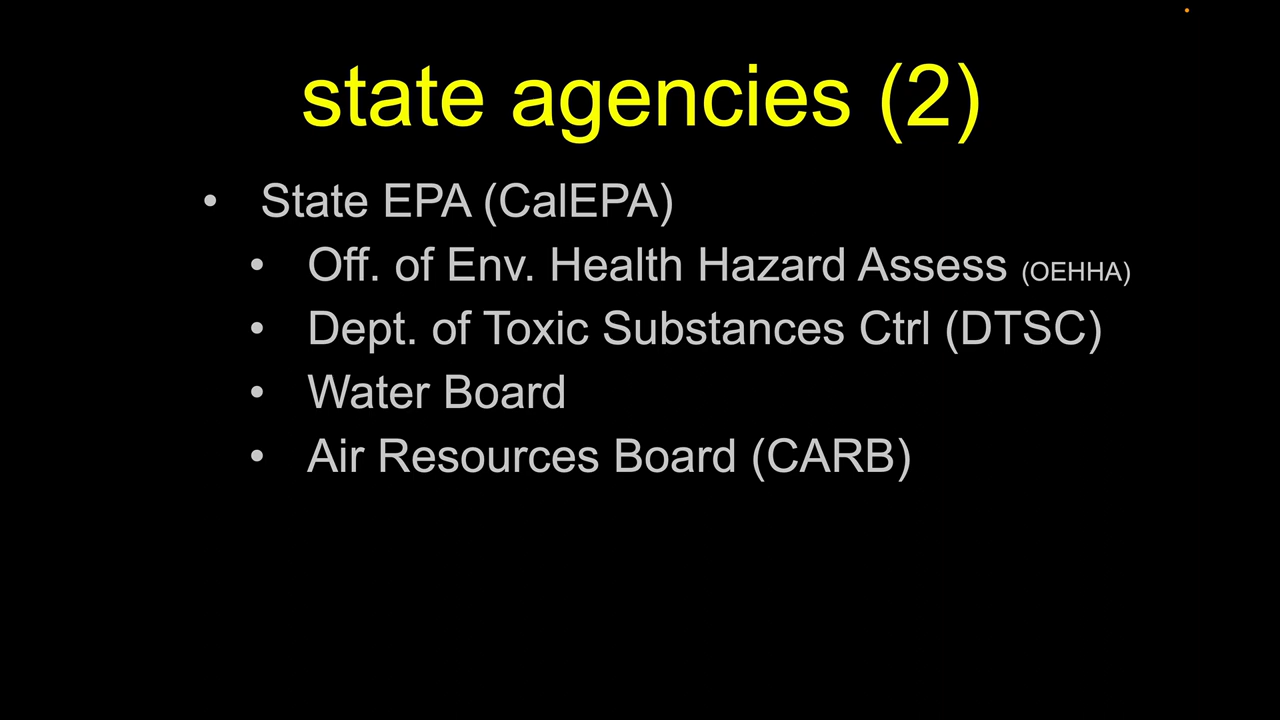 state agencies (2)
• State EPA (CalEPA)
• Off. of Env. Health Hazard Assess (OEHHA)
• Dept. of Toxic Substances Ctrl (DTSC)
• Water Board
• Air Resources Board (CARB)